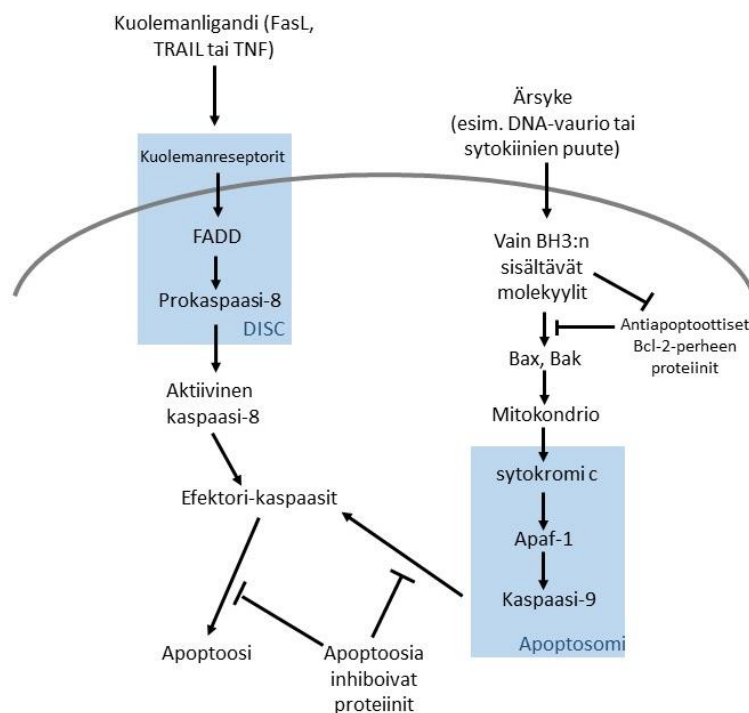 Kuolemanligandi (FasL,
TRAIL tai TNF)
Kuolemanreseptorit
FADD
Prokaspaasi-8
DISC
Aktiivinen
kaspaasi-8
Efektori-kaspaasit
Apoptoosi
Apoptoosia
inhiboivat
proteiinit
Ärsyke
(esim. DNA-vaurio tai
sytokiinien puute)
Vain BH3:n
sisältävät
molekyylit
Antiapoptoottiset
Bcl-2-perheen
proteiinit
Bax, Bak
Mitokondrio
sytokromi c
Apaf-1
Kaspaasi-9
Apoptosomi